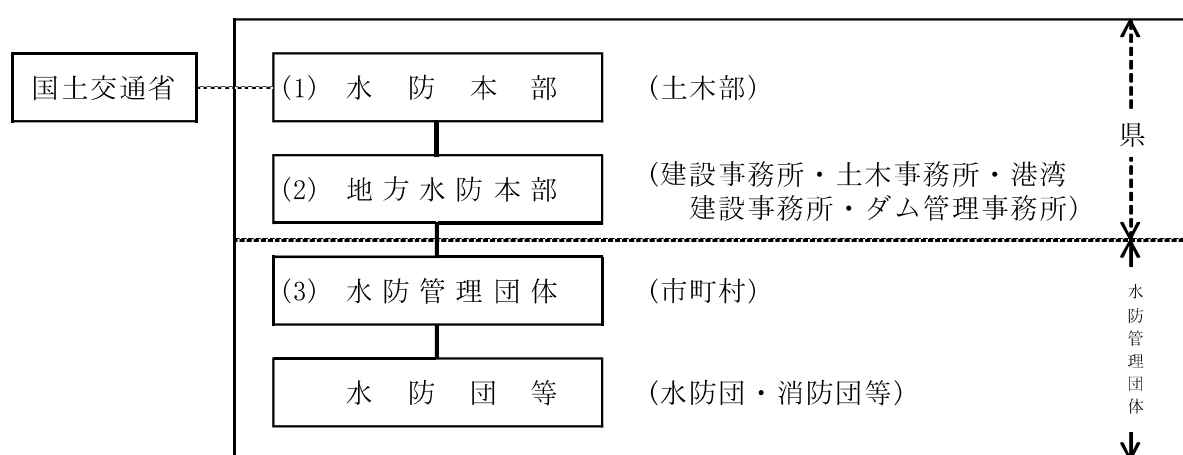 国土交通省
(1) 水防本部
(土木部)
県
(2) 地方水防本部
(建設事務所・土木事務所・港湾
建設事務所・ダム管理事務所)
(3) 水防管理団体
(市町村)
水防管理団体
水防団等
(水防団・消防団等)